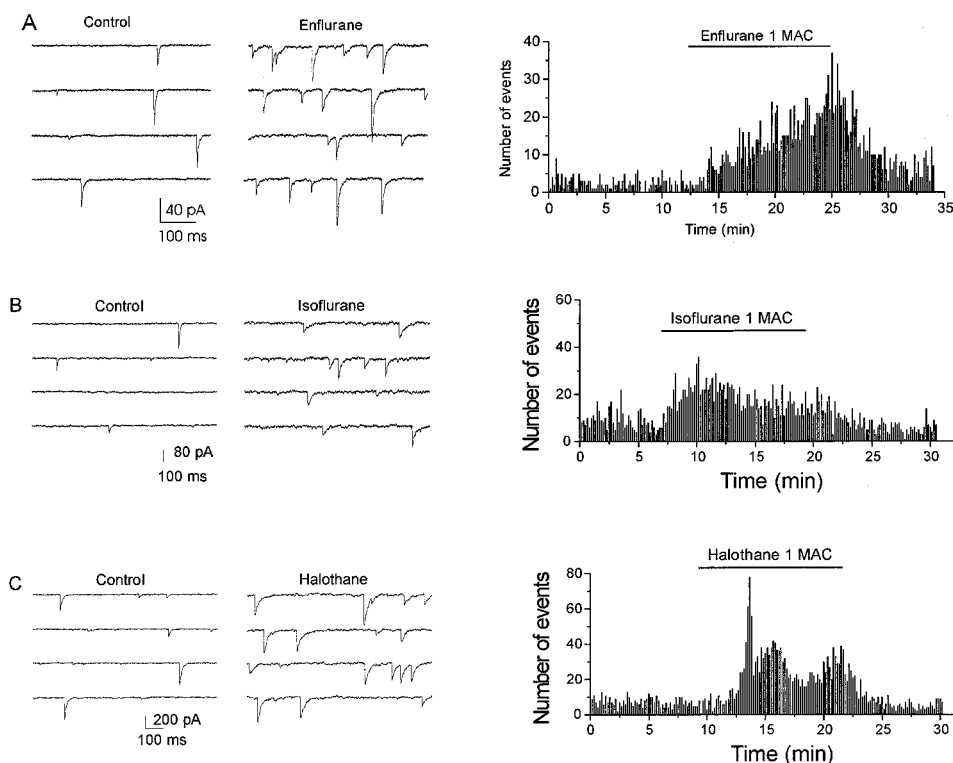 A
Control
Enflurane
40 pA
100 ms
Enflurane 1 MAC
Number of events
40
30
20
10
0
0 5 10 15 20 25 30 35
Time (min)
B
Control
Isoflurane
80 pA
100 ms
Isoflurane 1 MAC
Number of events
60
40
20
0
0 5 10 15 20 25 30
Time (min)
C
Control
Halothane
200 pA
100 ms
Halothane 1 MAC
Number of events
80
60
40
20
0
0 5 10 15 20 25 30
Time (min)